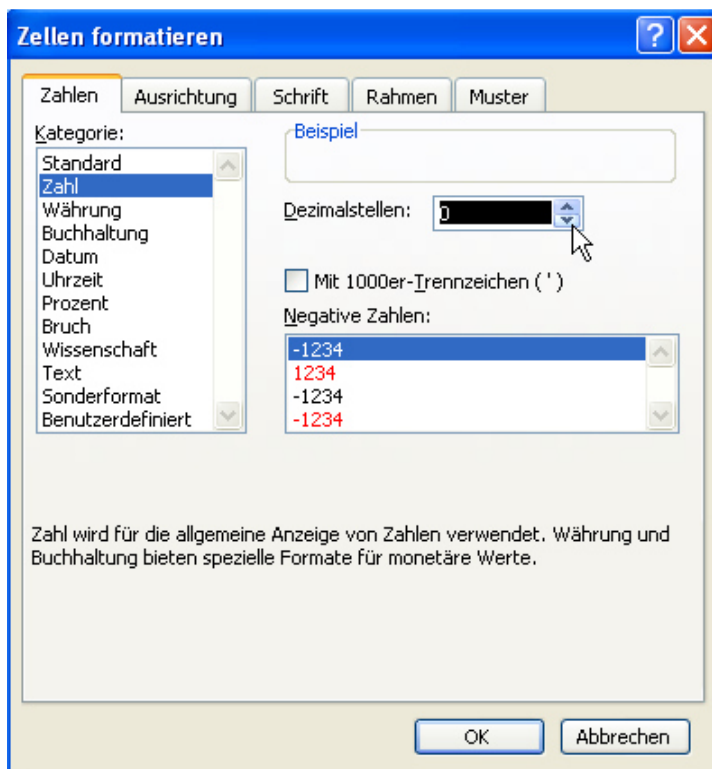 Zellen formatieren
Zahlen Ausrichtung Schrift Rahmen Muster
Kategorie:
Standard
Zahl
Währung
Buchhaltung
Datum
Uhrzeit
Prozent
Bruch
Wissenschaft
Text
Sonderformat
Benutzerdefiniert
Beispiel
Dezimalstellen: 0
Mit 1000er-Trennzeichen ( ' )
Negative Zahlen:
-1234
1234
-1234
-1234
Zahl wird für die allgemeine Anzeige von Zahlen verwendet. Währung und
Buchhaltung bieten spezielle Formate für monetäre Werte.
OK Abbrechen